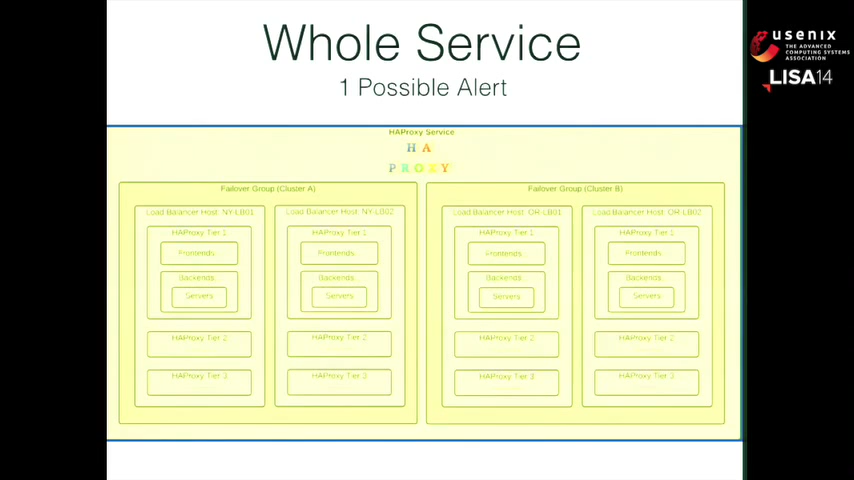 Whole Service
1 Possible Alert
usenix
THE ADVANCED
COMPUTING SYSTEMS
ASSOCIATION
LISA14
HAProxy Service
H A
P R O X Y
Failover Group (Cluster A)
Load Balancer Host: NY-LB01
HAProxy Tier 1
Frontends...
Backends...
Servers
HAProxy Tier 2
HAProxy Tier 3
Load Balancer Host: NY-LB02
HAProxy Tier 1
Frontends...
Backends...
Servers
HAProxy Tier 2
HAProxy Tier 3
Failover Group (Cluster B)
Load Balancer Host: OR-LB01
HAProxy Tier 1
Frontends...
Backends...
Servers
HAProxy Tier 2
HAProxy Tier 3
Load Balancer Host: OR-LB02
HAProxy Tier 1
Frontends...
Backends...
Servers
HAProxy Tier 2
HAProxy Tier 3